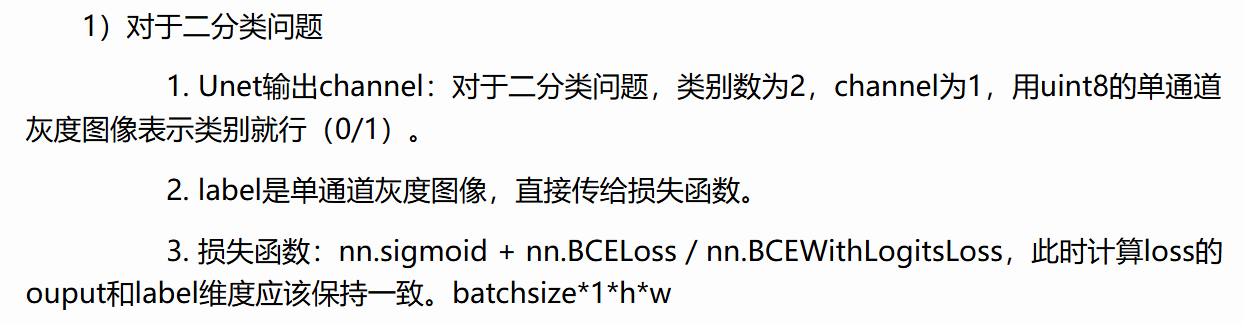 1）对于二分类问题
1. Unet输出channel：对于二分类问题，类别数为2，channel为1，用uint8的单通道
灰度图像表示类别就行（0/1）。
2. label是单通道灰度图像，直接传给损失函数。
3. 损失函数：nn.sigmoid + nn.BCELoss / nn.BCEWithLogitsLoss，此时计算loss的
ouput和label维度应该保持一致。batchsize*1*h*w